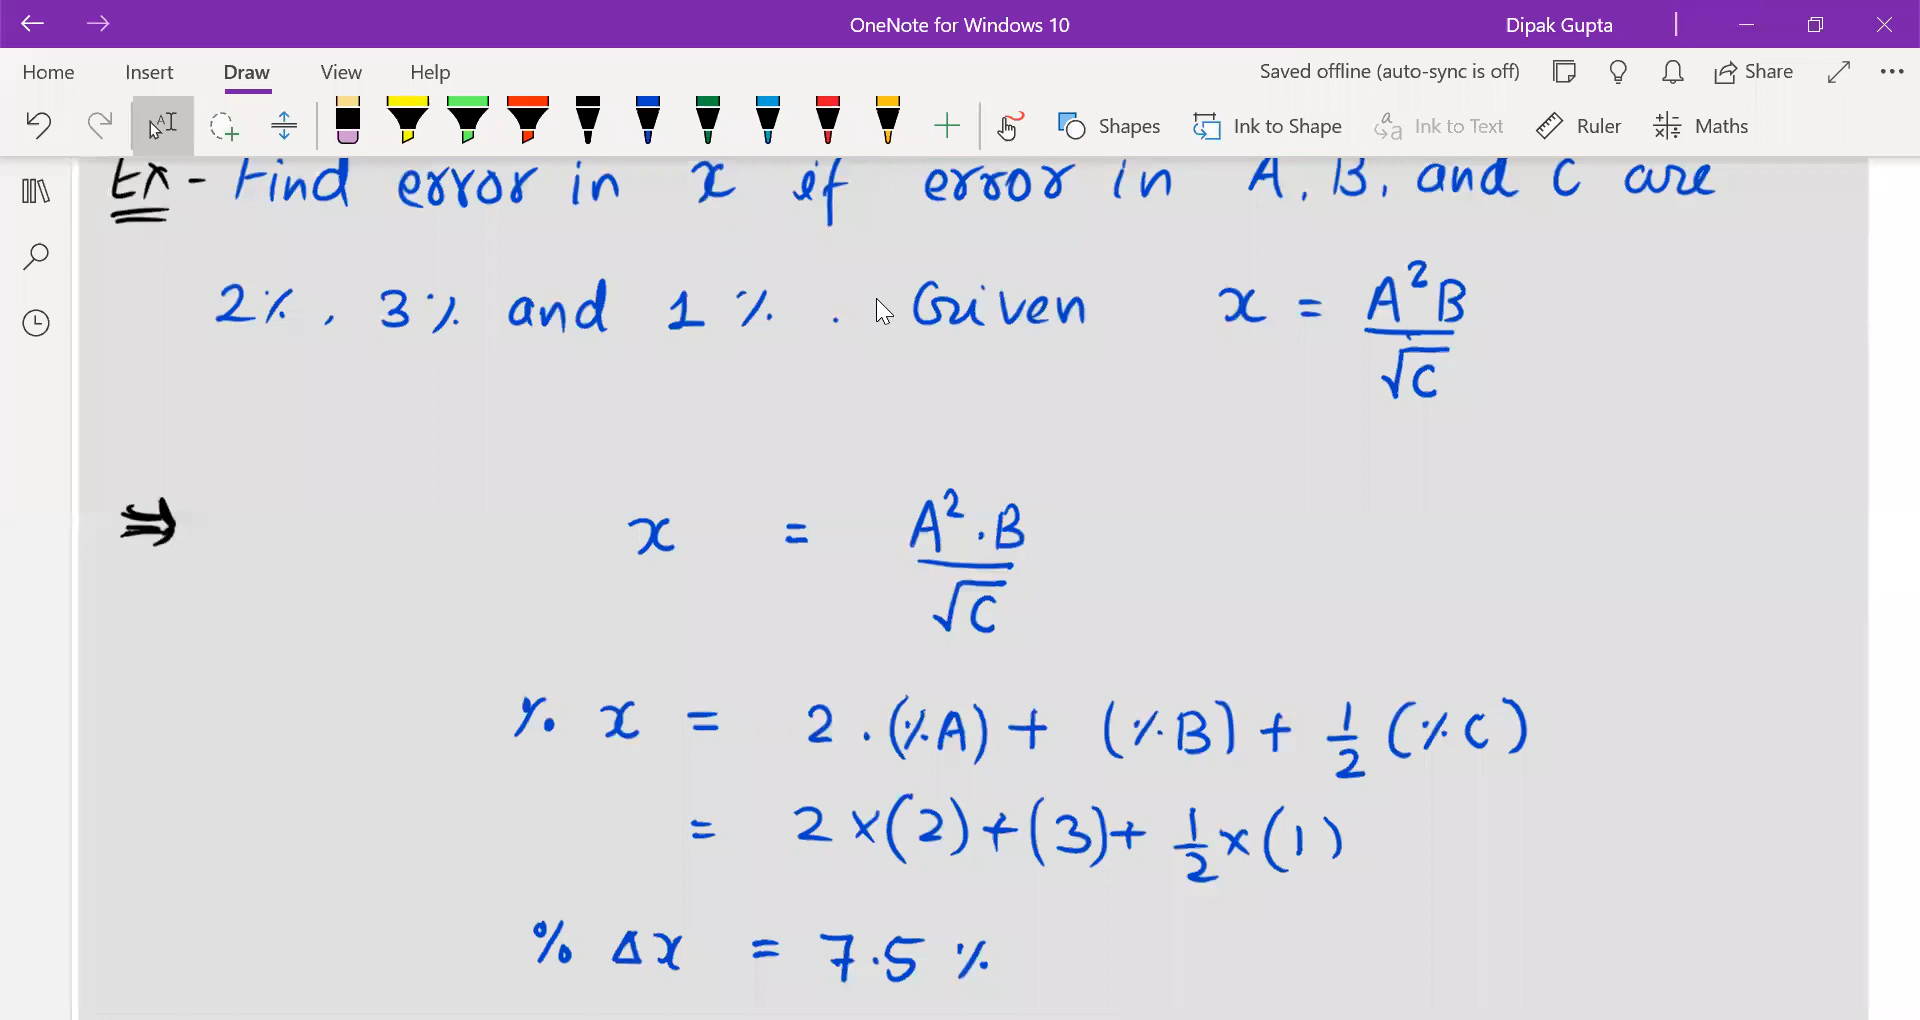 OneNote for Windows 10
Dipak Gupta
Home Insert Draw View Help
Saved offline (auto-sync is off)
Share
Shapes
Ink to Shape
Ink to Text
Ruler
Maths
Ex - Find error in x if error in A, B, and C are
2%, 3% and 1%. Given x = A²B / √C
⇒ x = A².B / √C
% x = 2.(%A) + (%B) + 1/2 (%C)
= 2×(2)+(3)+ 1/2×(1)
% Δx = 7.5 %